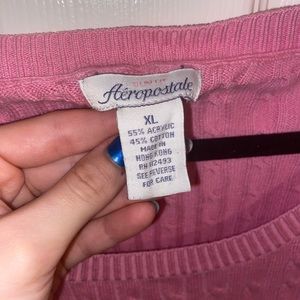 Aéropostale
XL
55% ACRYLIC
45% COTTON
MADE IN
HONG KONG
RN 82493
SEE REVERSE
FOR CARE